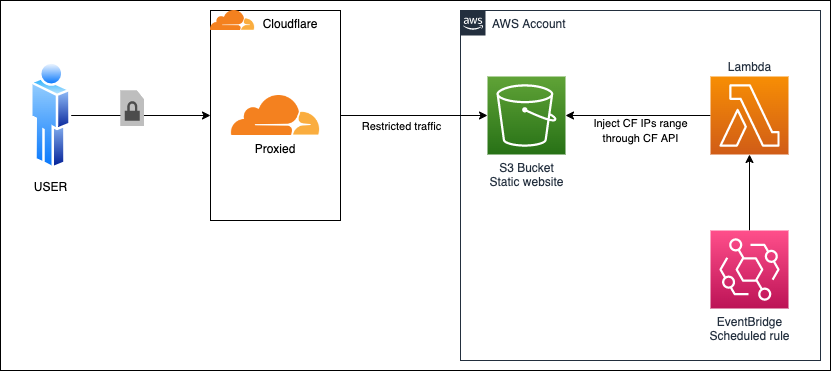 Cloudflare
aws
AWS Account
USER
Proxied
Restricted traffic
S3 Bucket
Static website
Inject CF IPs range
through CF API
Lambda
EventBridge
Scheduled rule